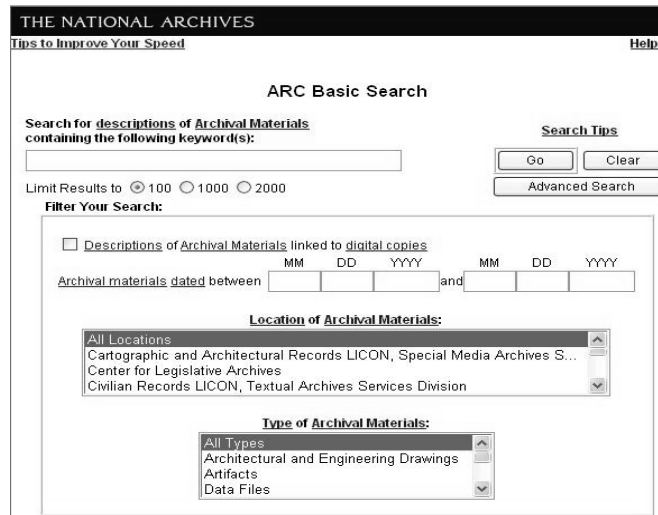 THE NATIONAL ARCHIVES
Tips to Improve Your Speed Help
ARC Basic Search
Search for descriptions of Archival Materials
containing the following keyword(s):
Search Tips
Go Clear
Limit Results to 100 1000 2000
Advanced Search
Filter Your Search:
Descriptions of Archival Materials linked to digital copies
MM DD YYYY MM DD YYYY
Archival materials dated between and
Location of Archival Materials:
All Locations
Cartographic and Architectural Records LICON, Special Media Archives S...
Center for Legislative Archives
Civilian Records LICON, Textual Archives Services Division
Type of Archival Materials:
All Types
Architectural and Engineering Drawings
Artifacts
Data Files